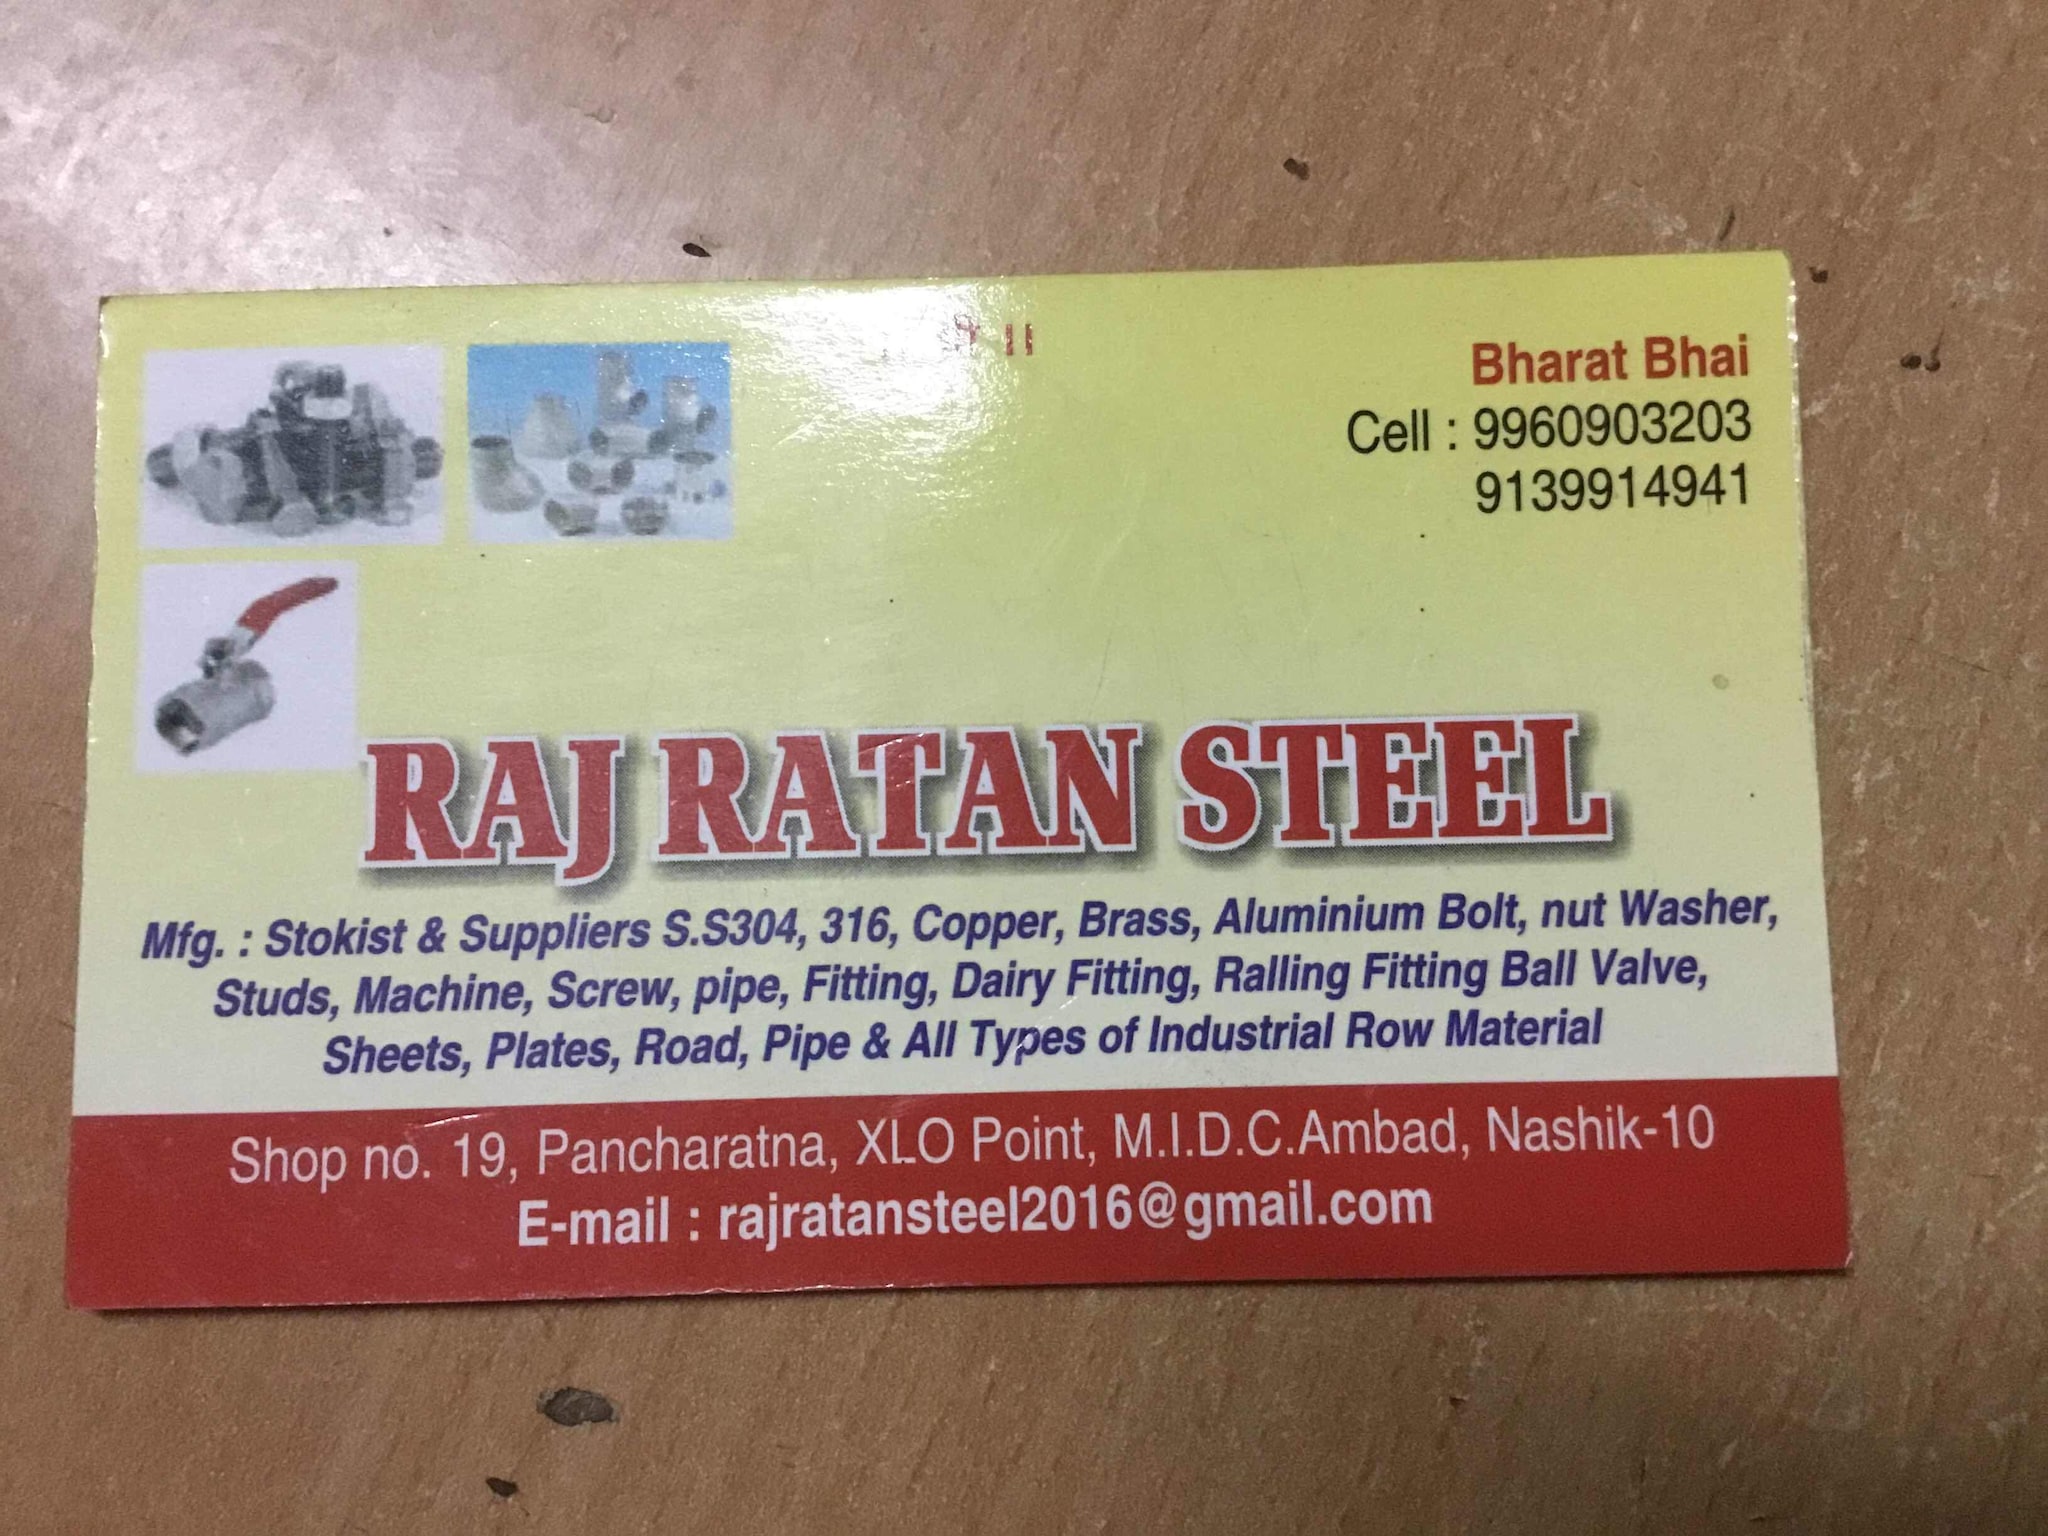 Bharat Bhai
Cell : 9960903203
9139914941
RAJ RATAN STEEL
Mfg. : Stokist & Suppliers S.S304, 316, Copper, Brass, Aluminium Bolt, nut Washer,
Studs, Machine, Screw, pipe, Fitting, Dairy Fitting, Ralling Fitting Ball Valve,
Sheets, Plates, Road, Pipe & All Types of Industrial Row Material
Shop no. 19, Pancharatna, XLO Point, M.I.D.C.Ambad, Nashik-10
E-mail : rajratansteel2016@gmail.com